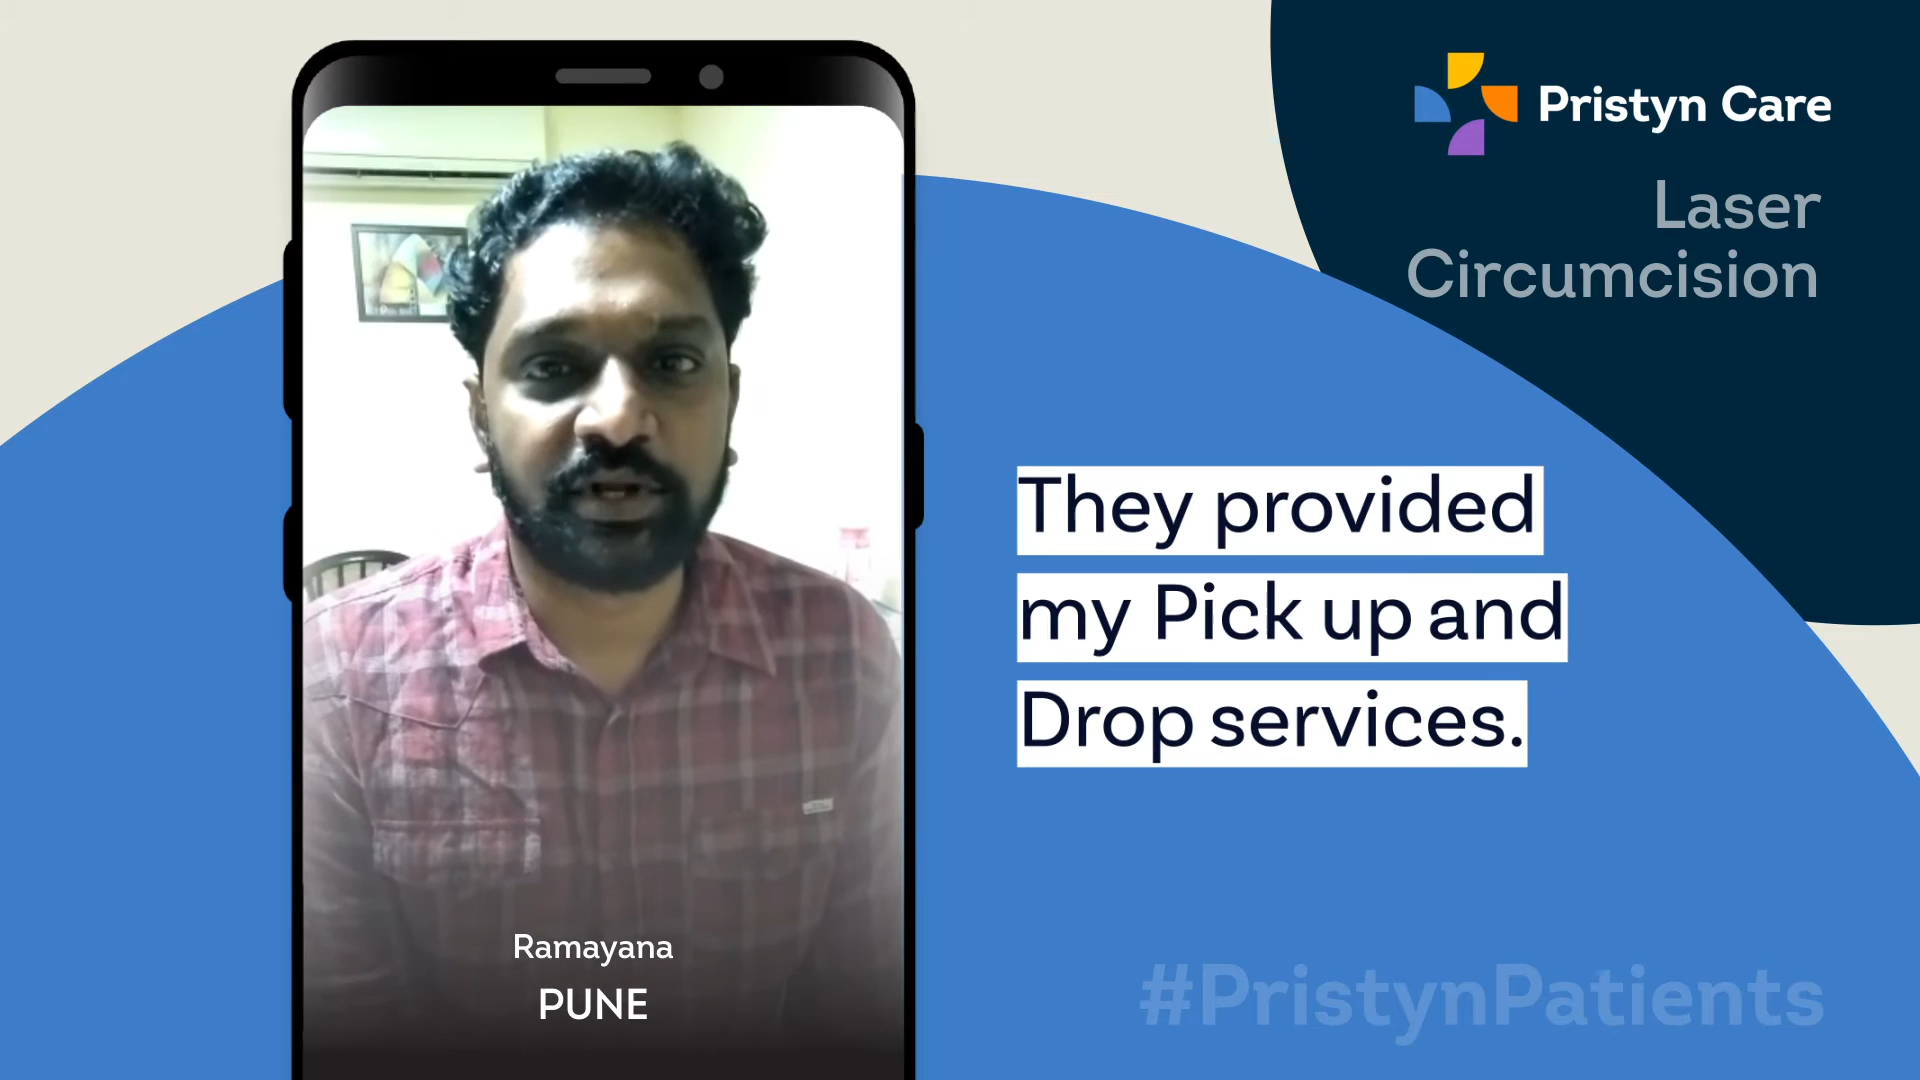 Pristyn Care
Laser
Circumcision
They provided
my Pick up and
Drop services.
Ramayana
PUNE
#PristynPatients